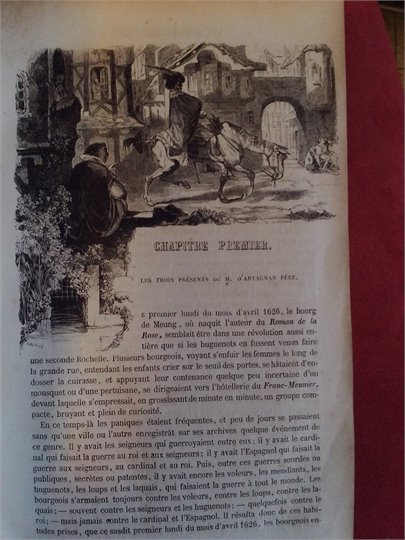 CHAPITRE PREMIER.
LES TROIS PRÉSENTS DE M. D'ARTAGNAN PÈRE.
E premier lundi du mois d'avril 1626, le bourg
de Meung, où naquit l'auteur du Roman de la
Rose, semblait être dans une révolution aussi en-
tière que si les huguenots en fussent venus faire
une seconde Rochelle. Plusieurs bourgeois, voyant s'enfuir les femmes le long de
la grande rue, entendant les enfants crier sur le seuil des portes, se hâtaient d'en-
dosser la cuirasse, et appuyant leur contenance quelque peu incertaine d'un
mousquet ou d'une pertuisane, se dirigeaient vers l'hôtellerie du Franc-Meunier,
devant laquelle s'empressait, en grossissant de minute en minute, un groupe com-
pacte, bruyant et plein de curiosité.
En ce temps-là les paniques étaient fréquentes, et peu de jours se passaient
sans qu'une ville ou l'autre enregistrât sur ses archives quelque événement de
ce genre. Il y avait les seigneurs qui guerroyaient entre eux; il y avait le cardi-
nal qui faisait la guerre au roi et aux seigneurs; il y avait l'Espagnol qui faisait la
guerre aux seigneurs, au cardinal et au roi. Puis, outre ces guerres sourdes ou
publiques, secrètes ou patentes, il y avait encore les voleurs, les mendiants, les
huguenots, les loups et les laquais, qui faisaient la guerre à tout le monde. Les
bourgeois s'armaient toujours contre les voleurs, contre les loups, contre les la-
quais; — souvent contre les seigneurs et les huguenots; — quelquefois contre le
roi; — mais jamais contre le cardinal et l'Espagnol. Il résulta donc de ces habi-
tudes prises, que ce susdit premier lundi du mois d'avril 1626, les bourgeois en-